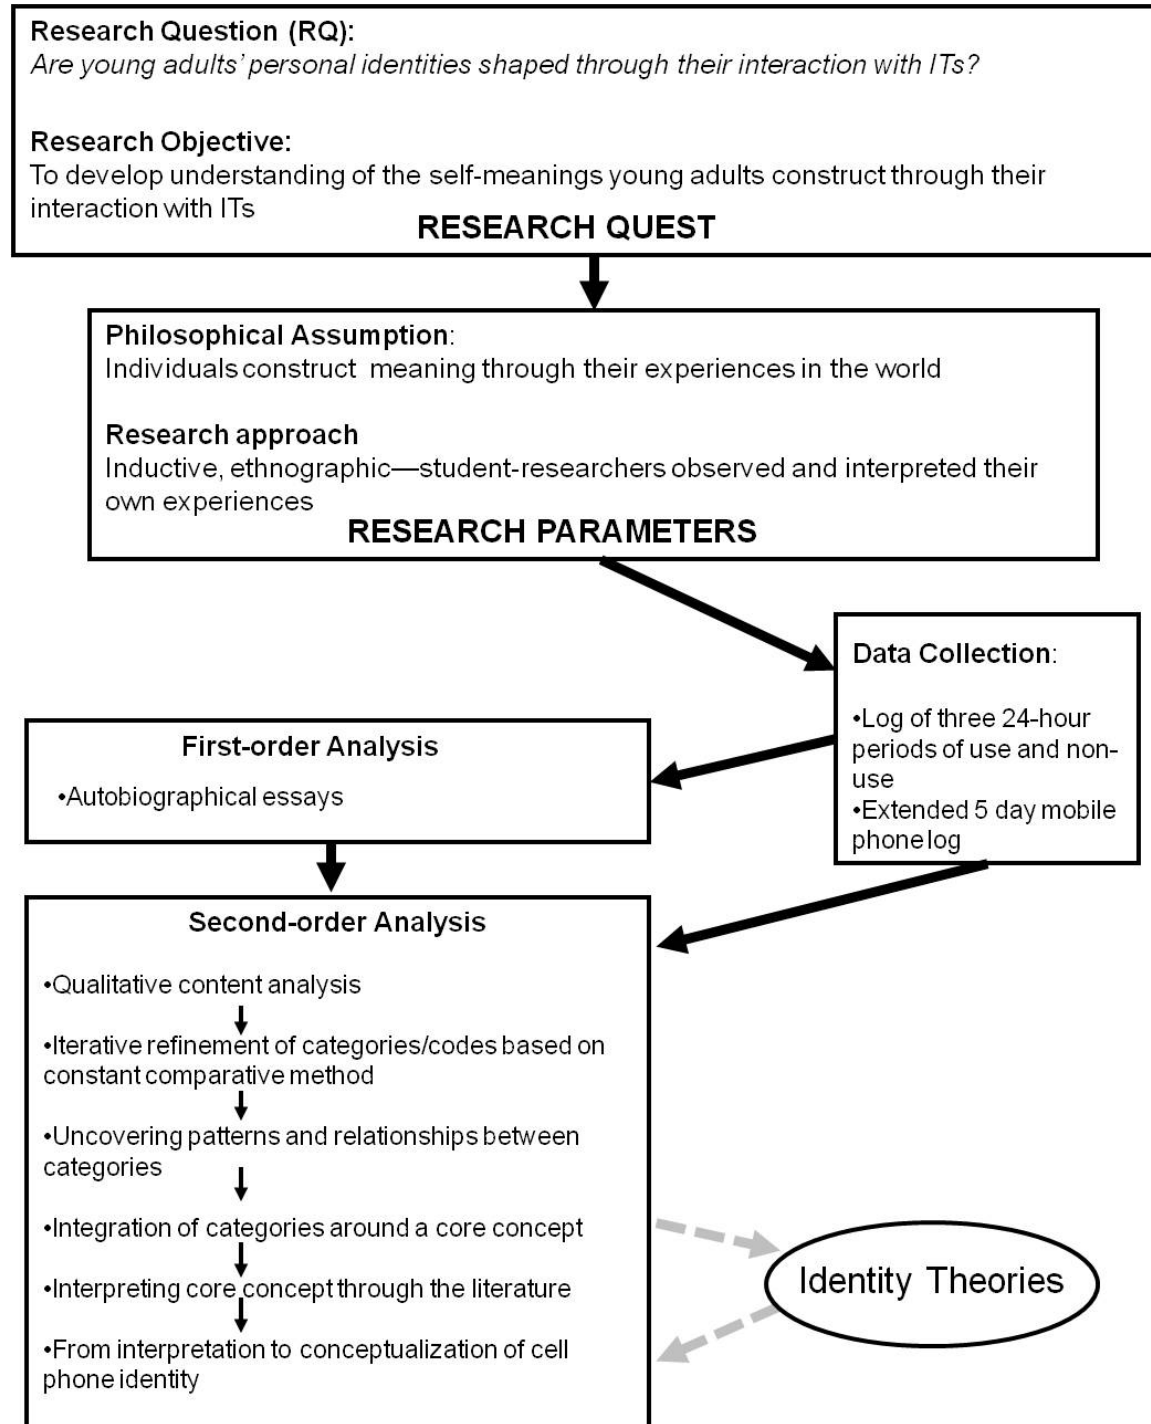 Research Question (RQ):
Are young adults' personal identities shaped through their interaction with ITs?
Research Objective:
To develop understanding of the self-meanings young adults construct through their
interaction with ITs
RESEARCH QUEST
Philosophical Assumption:
Individuals construct meaning through their experiences in the world
Research approach
Inductive, ethnographic—student-researchers observed and interpreted their
own experiences
RESEARCH PARAMETERS
Data Collection:
•Log of three 24-hour
periods of use and non-
use
•Extended 5 day mobile
phone log
First-order Analysis
•Autobiographical essays
Second-order Analysis
•Qualitative content analysis
•Iterative refinement of categories/codes based on
constant comparative method
•Uncovering patterns and relationships between
categories
•Integration of categories around a core concept
•Interpreting core concept through the literature
•From interpretation to conceptualization of cell
phone identity
Identity Theories